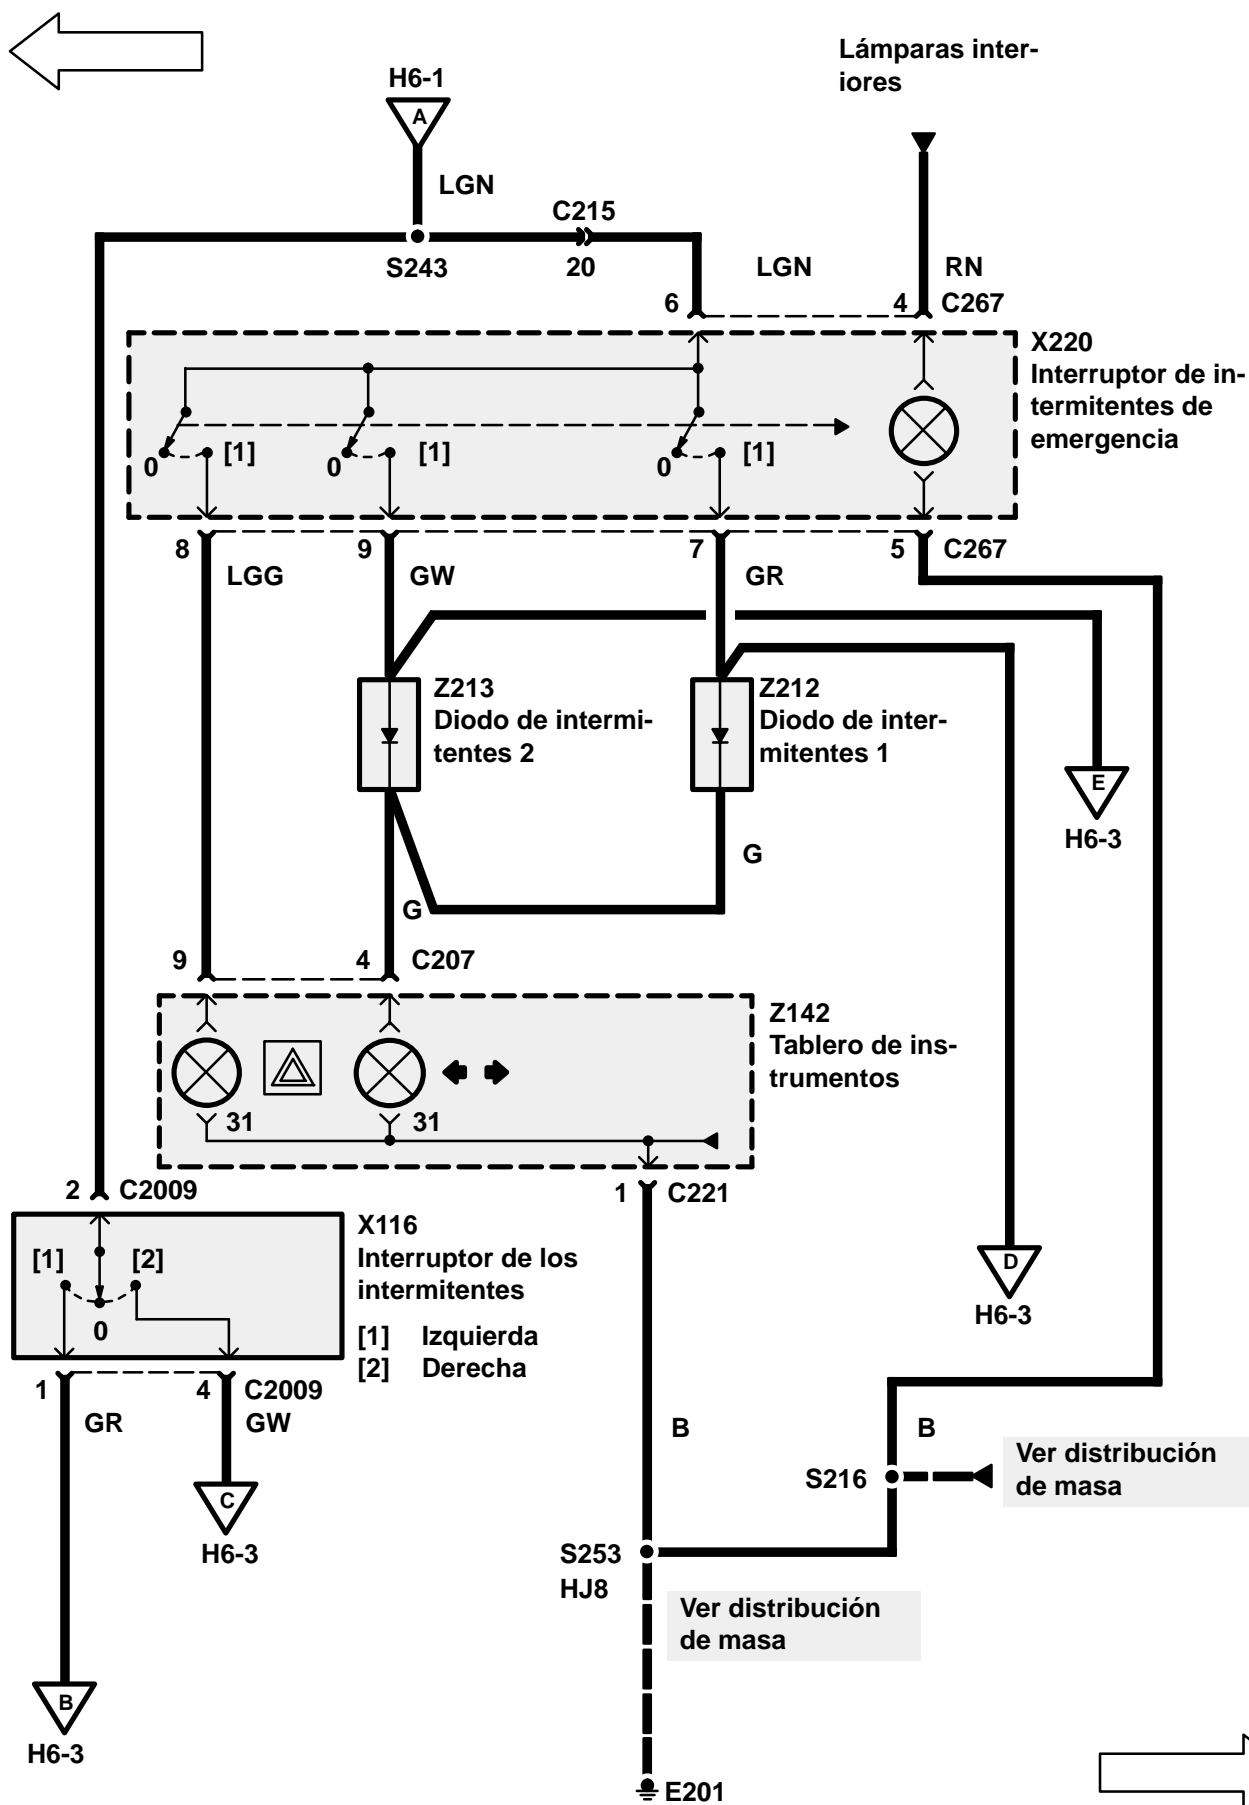 Lámparas inter-
iores
H6-1
A
LGN
C215
S243
20
LGN
RN
6
4
C267
X220
Interruptor de in-
termitentes de
emergencia
0
[1]
0
[1]
0
[1]
8
9
7
5
C267
LGG
GW
GR
Z213
Diodo de intermi-
tentes 2
Z212
Diodo de inter-
mitentes 1
E
H6-3
G
G
9
4
C207
Z142
Tablero de ins-
trumentos
31
31
2
C2009
1
C221
X116
Interruptor de los
intermitentes
[1]
[2]
0
[1] Izquierda
[2] Derecha
D
H6-3
1
4
C2009
GR
GW
B
B
Ver distribución
de masa
S216
C
H6-3
S253
HJ8
Ver distribución
de masa
B
H6-3
E201